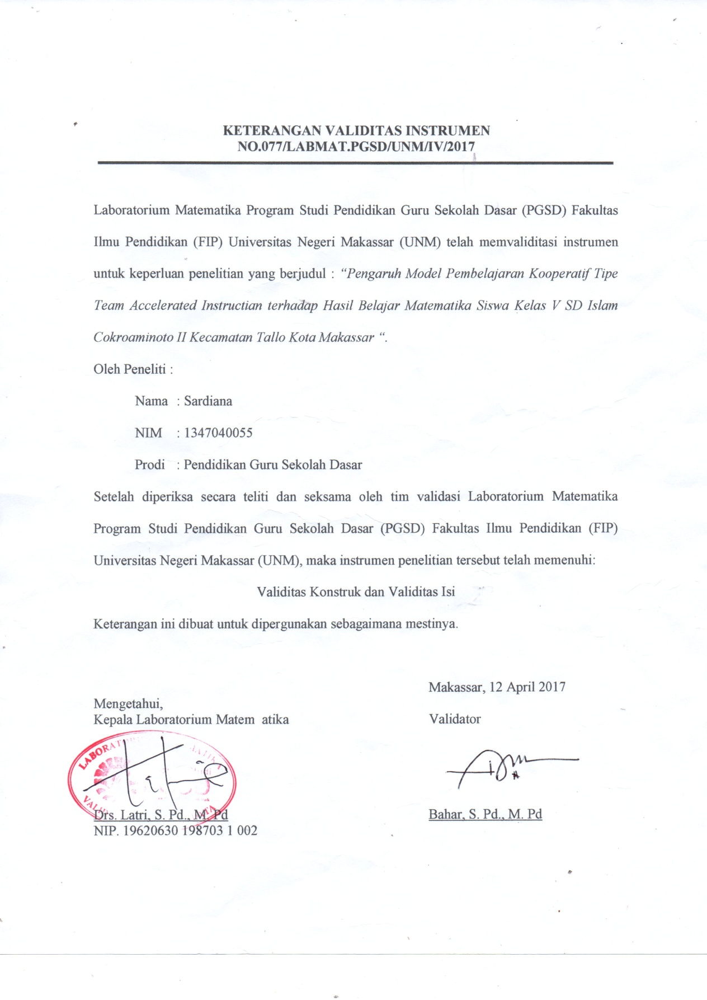 KETERANGAN VALIDITAS INSTRUMEN
NO.077/LABMAT.PGSD/UNM/IV/2017
Laboratorium Matematika Program Studi Pendidikan Guru Sekolah Dasar (PGSD) Fakultas
Ilmu Pendidikan (FIP) Universitas Negeri Makassar (UNM) telah memvaliditasi instrumen
untuk keperluan penelitian yang berjudul : “Pengaruh Model Pembelajaran Kooperatif Tipe
Team Accelerated Instructian terhadap Hasil Belajar Matematika Siswa Kelas V SD Islam
Cokroaminoto II Kecamatan Tallo Kota Makassar “.
Oleh Peneliti :
Nama : Sardiana
NIM : 1347040055
Prodi : Pendidikan Guru Sekolah Dasar
Setelah diperiksa secara teliti dan seksama oleh tim validasi Laboratorium Matematika
Program Studi Pendidikan Guru Sekolah Dasar (PGSD) Fakultas Ilmu Pendidikan (FIP)
Universitas Negeri Makassar (UNM), maka instrumen penelitian tersebut telah memenuhi:
Validitas Konstruk dan Validitas Isi
Keterangan ini dibuat untuk dipergunakan sebagaimana mestinya.
Makassar, 12 April 2017
Mengetahui,
Kepala Laboratorium Matem atika
Validator
Drs. Latri, S. Pd., M. Pd
NIP. 19620630 198703 1 002
Bahar, S. Pd., M. Pd